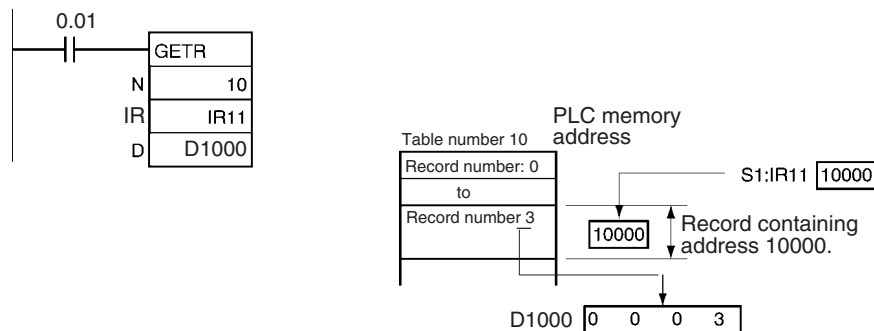 0.01
GETR
N 10
IR IR11
D D1000
PLC memory
address
Table number 10
Record number: 0
to
Record number 3
S1:IR11 10000
10000
Record containing
address 10000.
D1000 0 0 0 3